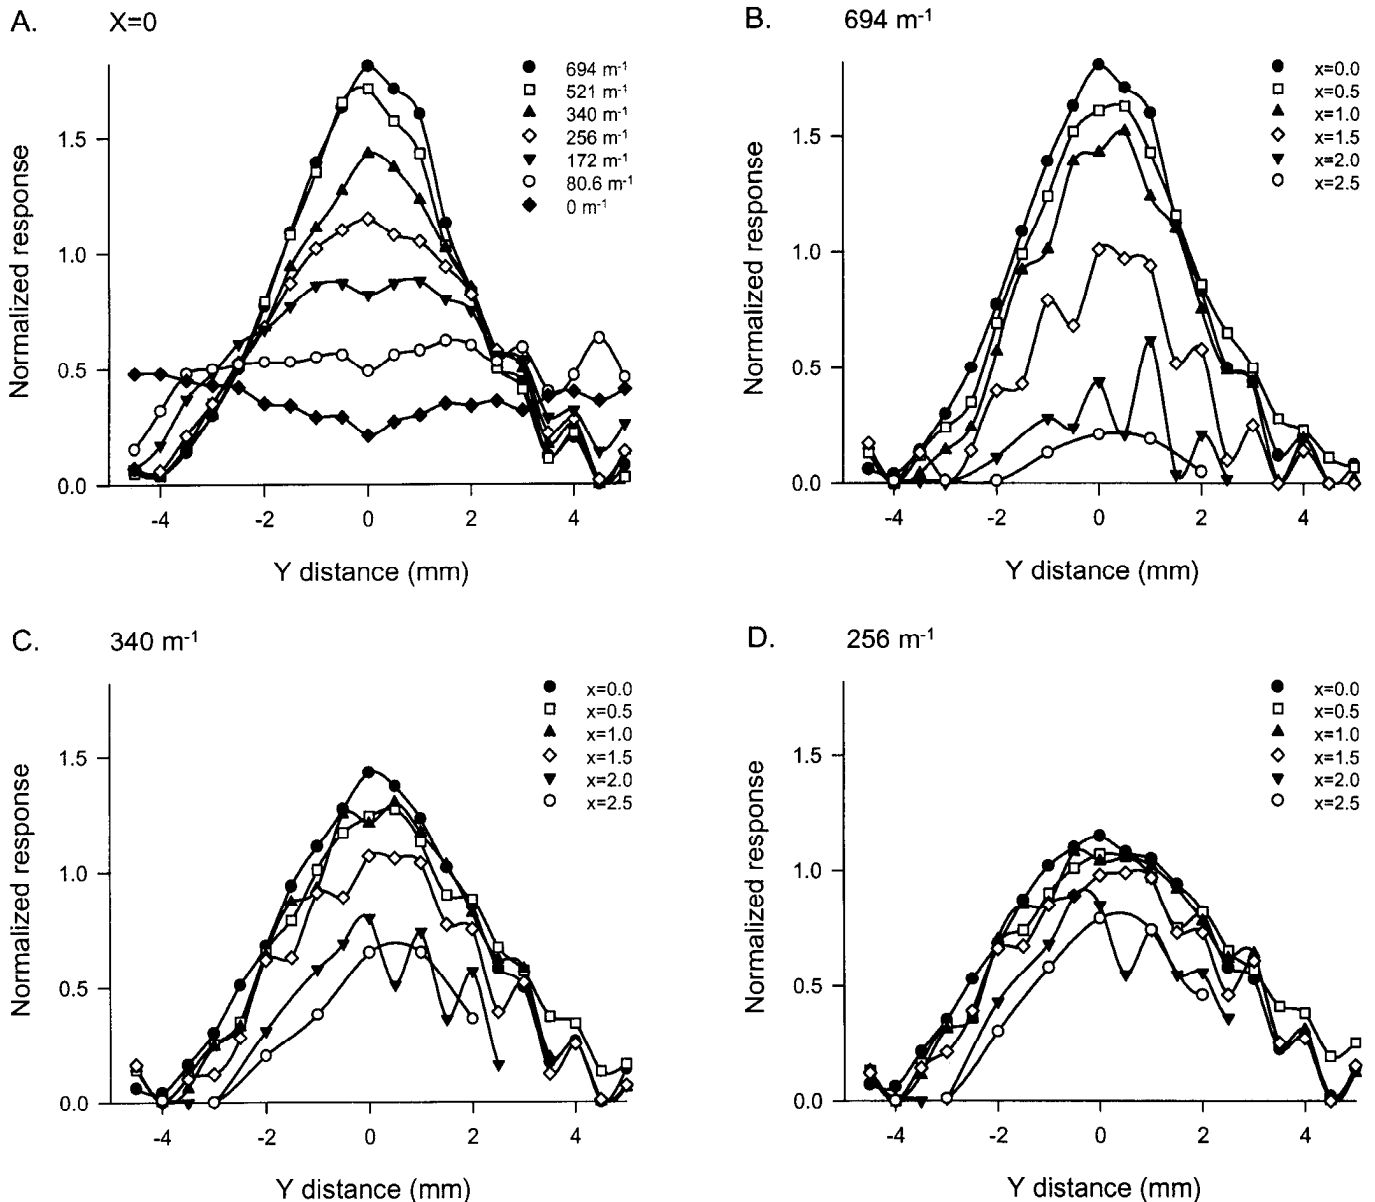 A. X=0
694 m-1
521 m-1
340 m-1
256 m-1
172 m-1
80.6 m-1
0 m-1
Normalized response
1.5
1.0
0.5
0.0
-4 -2 0 2 4
Y distance (mm)
B. 694 m-1
x=0.0
x=0.5
x=1.0
x=1.5
x=2.0
x=2.5
Normalized response
1.5
1.0
0.5
0.0
-4 -2 0 2 4
Y distance (mm)
C. 340 m-1
x=0.0
x=0.5
x=1.0
x=1.5
x=2.0
x=2.5
Normalized response
1.5
1.0
0.5
0.0
-4 -2 0 2 4
Y distance (mm)
D. 256 m-1
x=0.0
x=0.5
x=1.0
x=1.5
x=2.0
x=2.5
Normalized response
1.5
1.0
0.5
0.0
-4 -2 0 2 4
Y distance (mm)